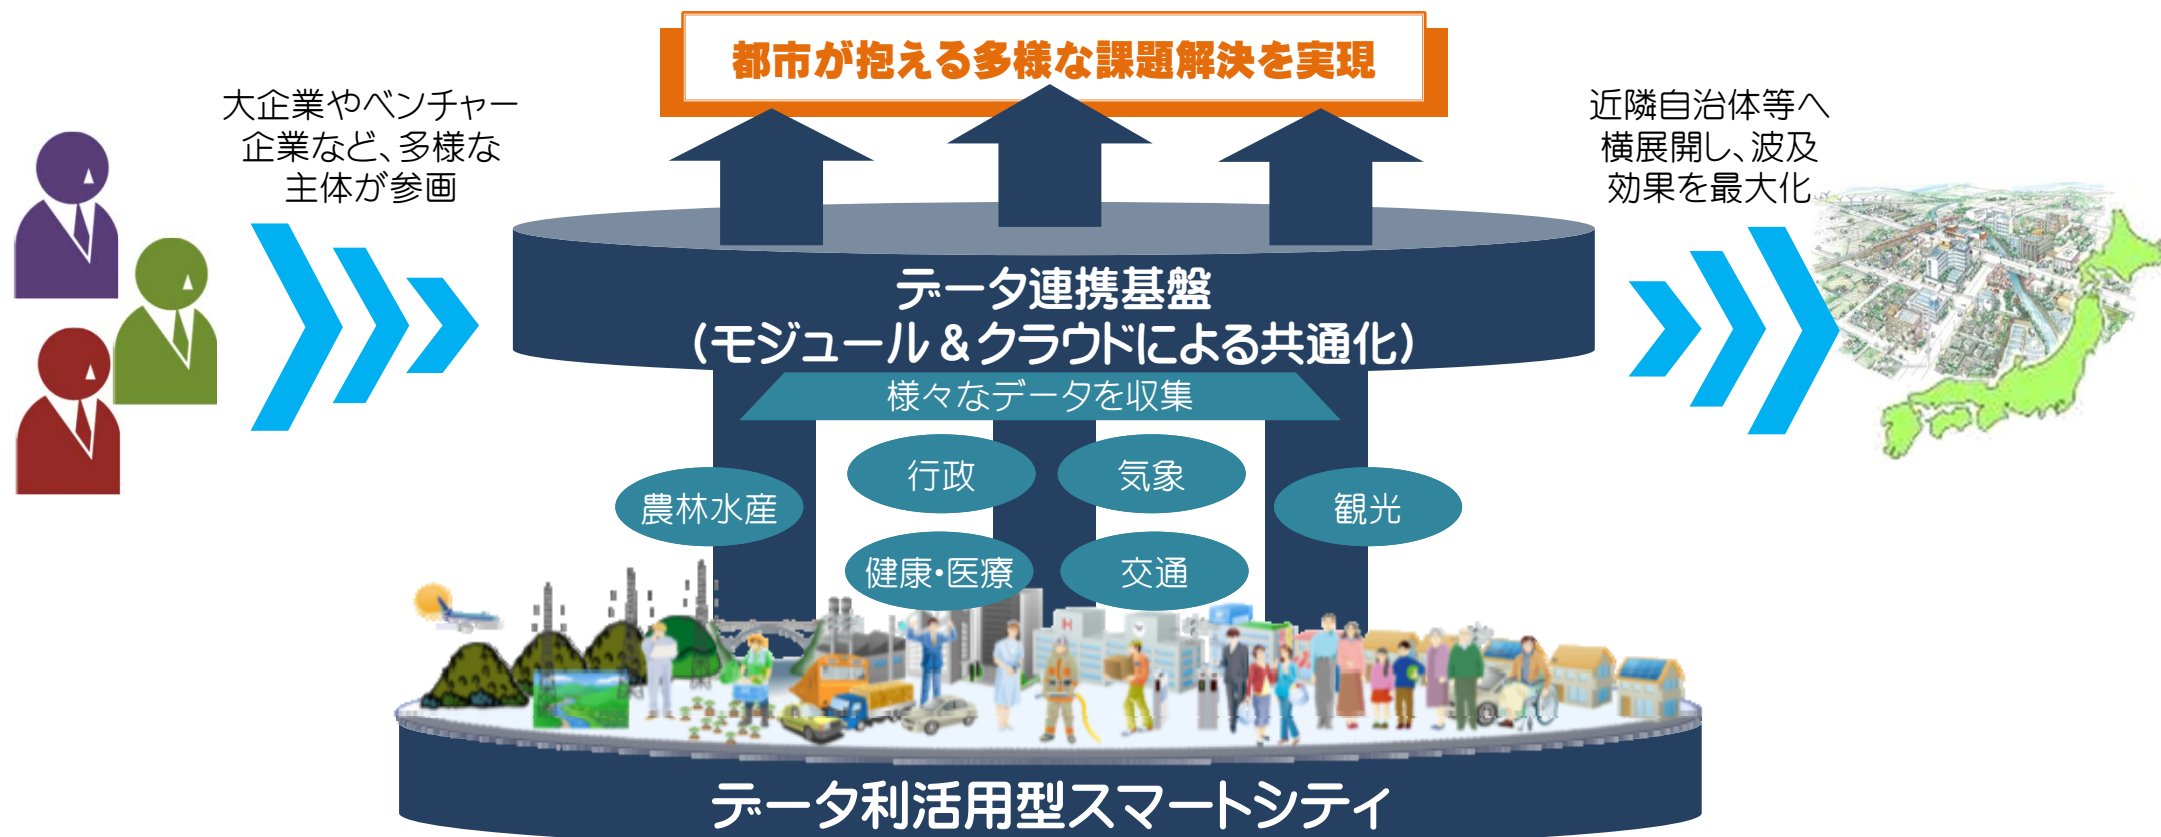 都市が抱える多様な課題解決を実現
大企業やベンチャー
企業など、多様な
主体が参画
近隣自治体等へ
横展開し、波及
効果を最大化
データ連携基盤
(モジュール&クラウドによる共通化)
様々なデータを収集
行政
気象
農林水産
観光
健康・医療
交通
H
データ利活用型スマートシティ